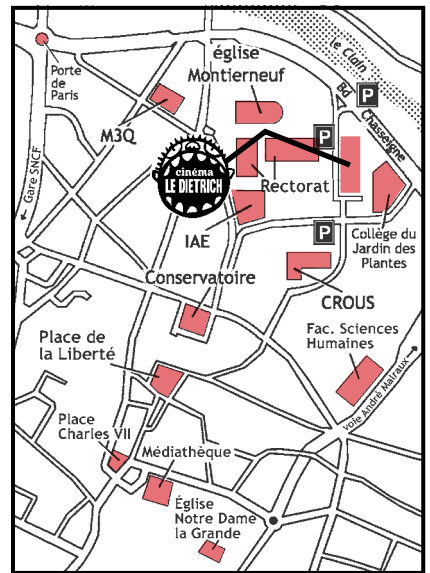 église
Montierneuf
le Clain
Bd
Chasseigne
P
Porte
de
Paris
M3Q
P
cinéma
LE DIETRICH
Rectorat
← Gare SNCF
IAE
P
Collège du
Jardin des
Plantes
Conservatoire
CROUS
Fac. Sciences
Humaines
Place de
la Liberté
voie André Malraux →
Place
Charles VII
Médiathèque
Église
Notre Dame
la Grande